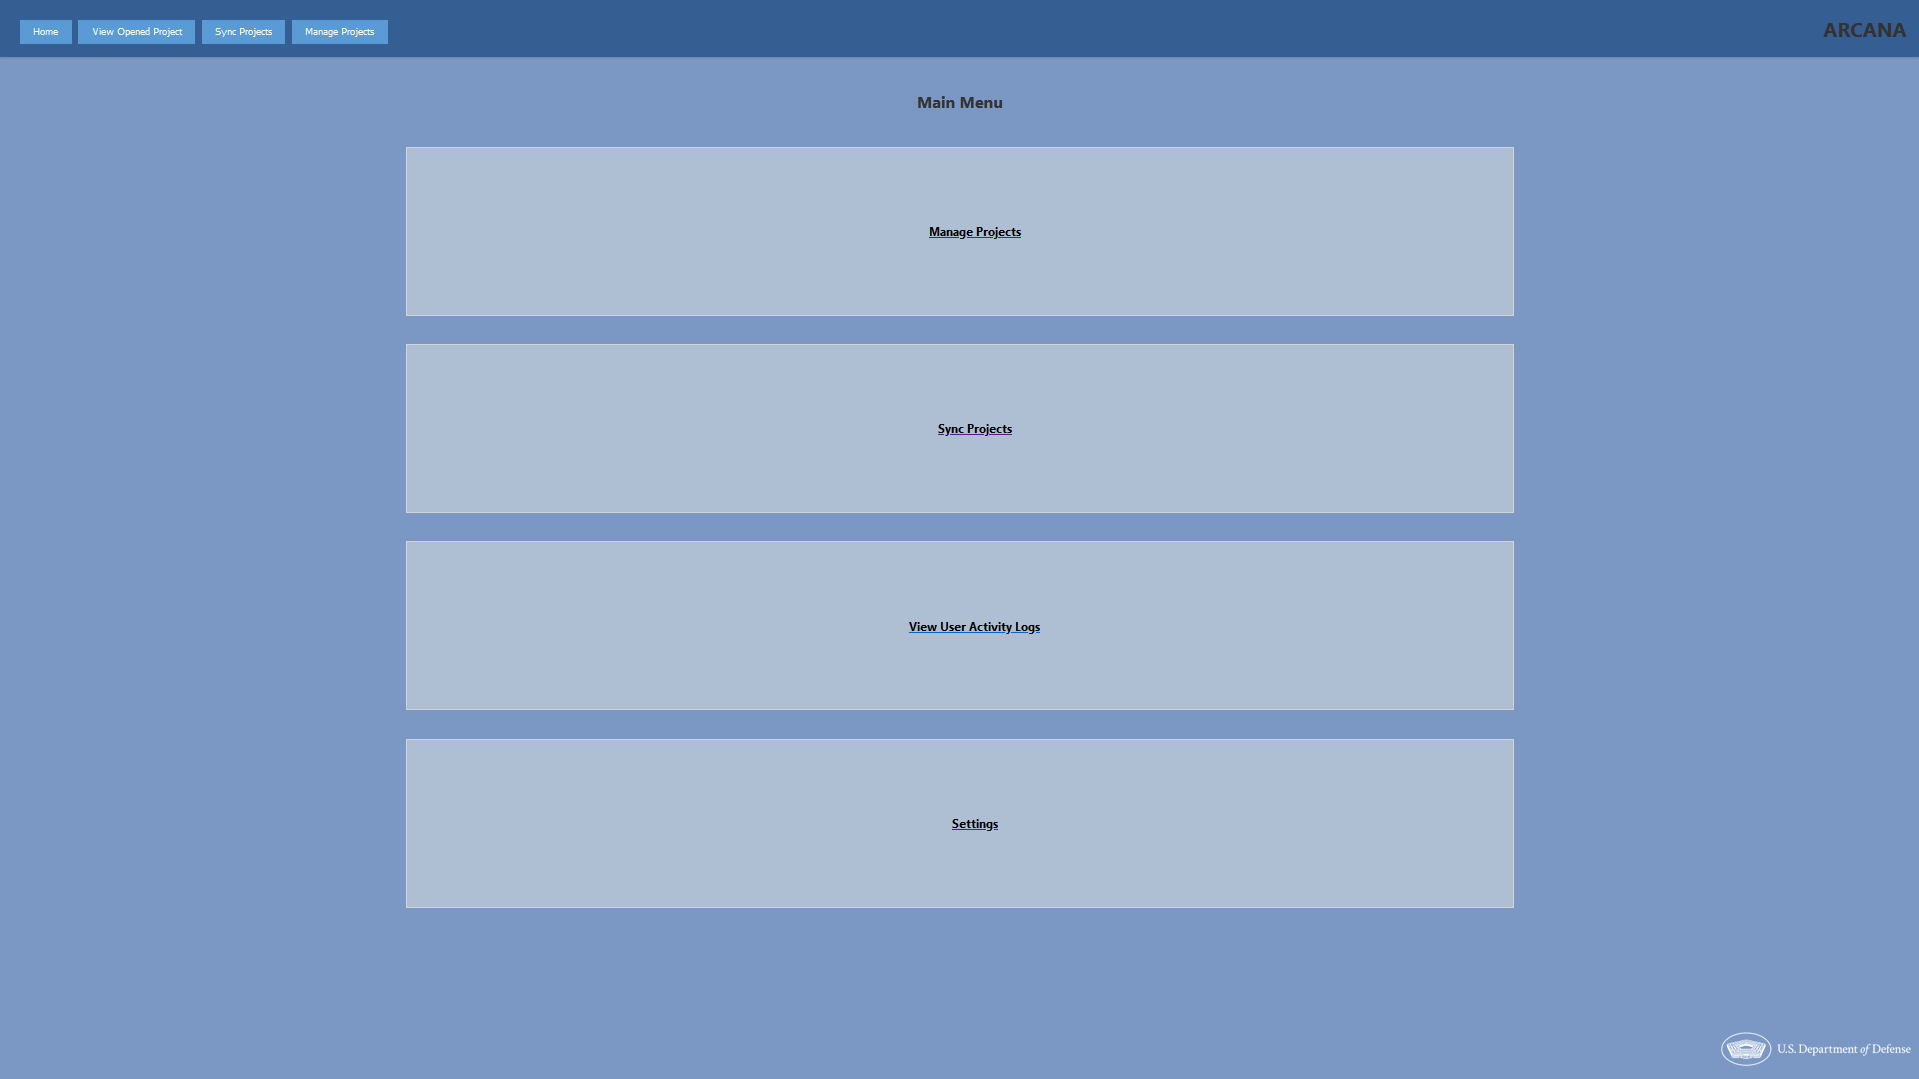 Home
View Opened Project
Sync Projects
Manage Projects
ARCANA
Main Menu
Manage Projects
Sync Projects
View User Activity Logs
Settings
U.S. Department of Defense